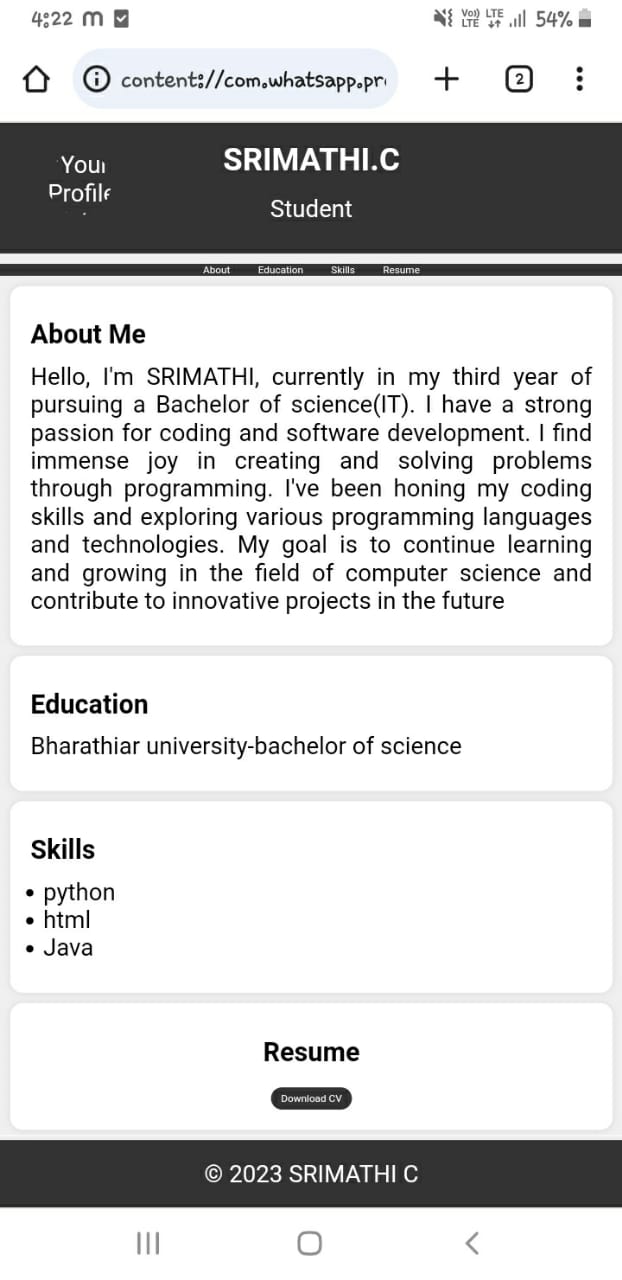 4:22 m
Vo) LTE
LTE 54%
content://com.whatsapp.pr
2
Your
Profile
SRIMATHI.C
Student
About Education Skills Resume
About Me
Hello, I'm SRIMATHI, currently in my third year of
pursuing a Bachelor of science(IT). I have a strong
passion for coding and software development. I find
immense joy in creating and solving problems
through programming. I've been honing my coding
skills and exploring various programming languages
and technologies. My goal is to continue learning
and growing in the field of computer science and
contribute to innovative projects in the future
Education
Bharathiar university-bachelor of science
Skills
• python
• html
• Java
Resume
Download CV
© 2023 SRIMATHI C